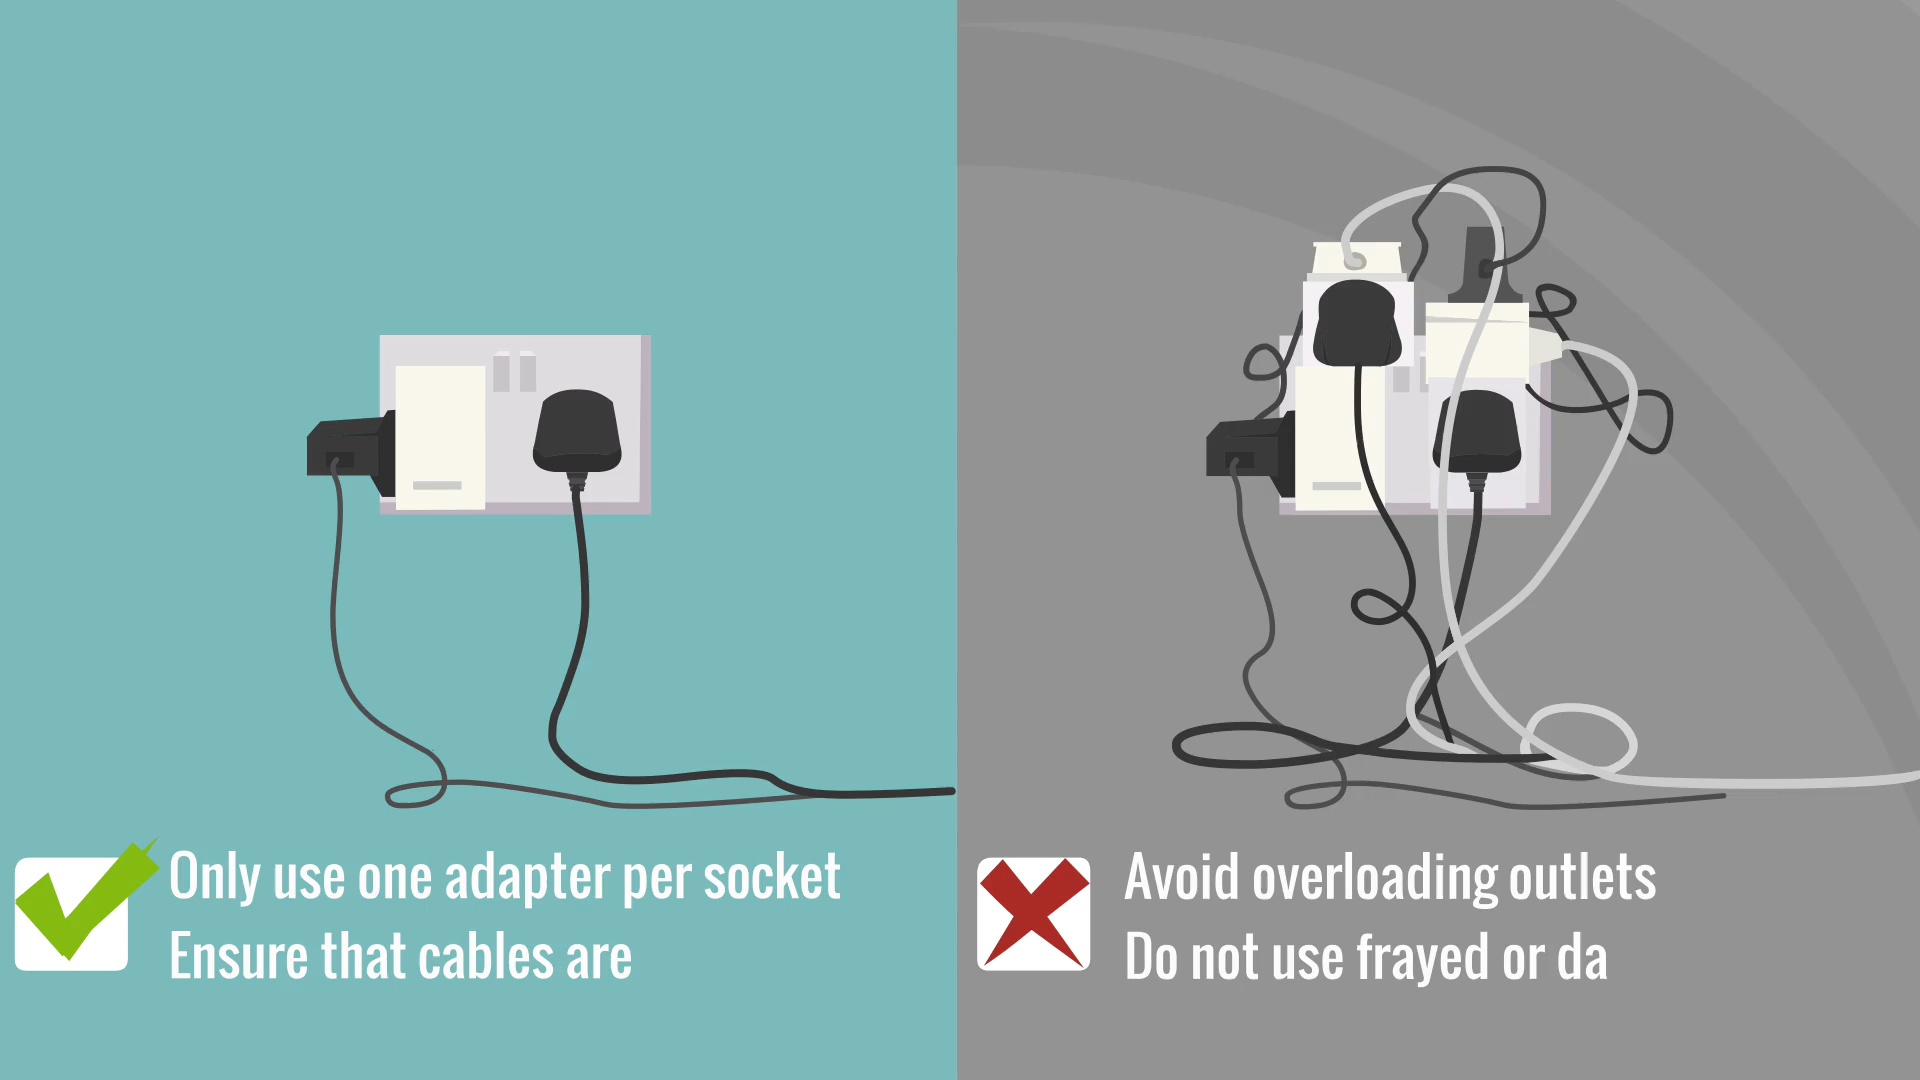 Only use one adapter per socket
Ensure that cables are
Avoid overloading outlets
Do not use frayed or da